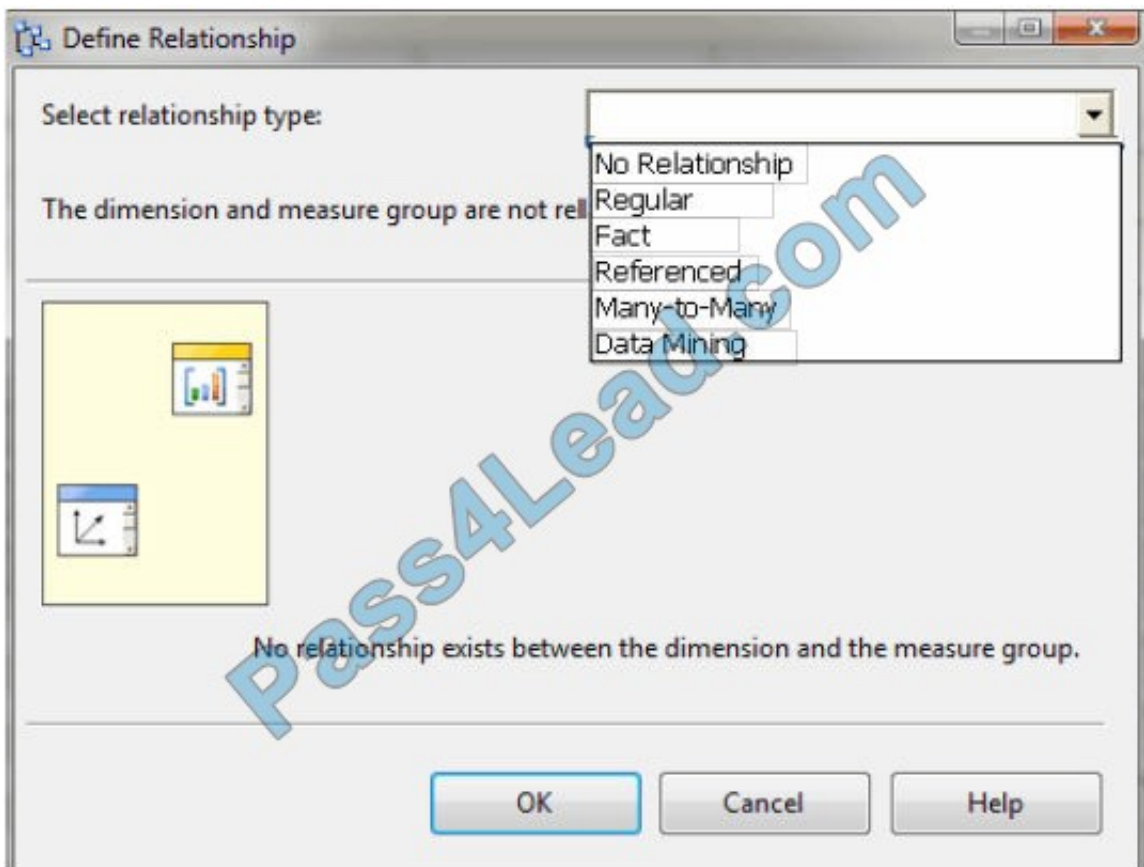 Define Relationship
Select relationship type:
No Relationship
Regular
The dimension and measure group are not rel
Fact
Referenced
Many-to-Many
Data Mining
Pass4Lead.com
No relationship exists between the dimension and the measure group.
OK Cancel Help